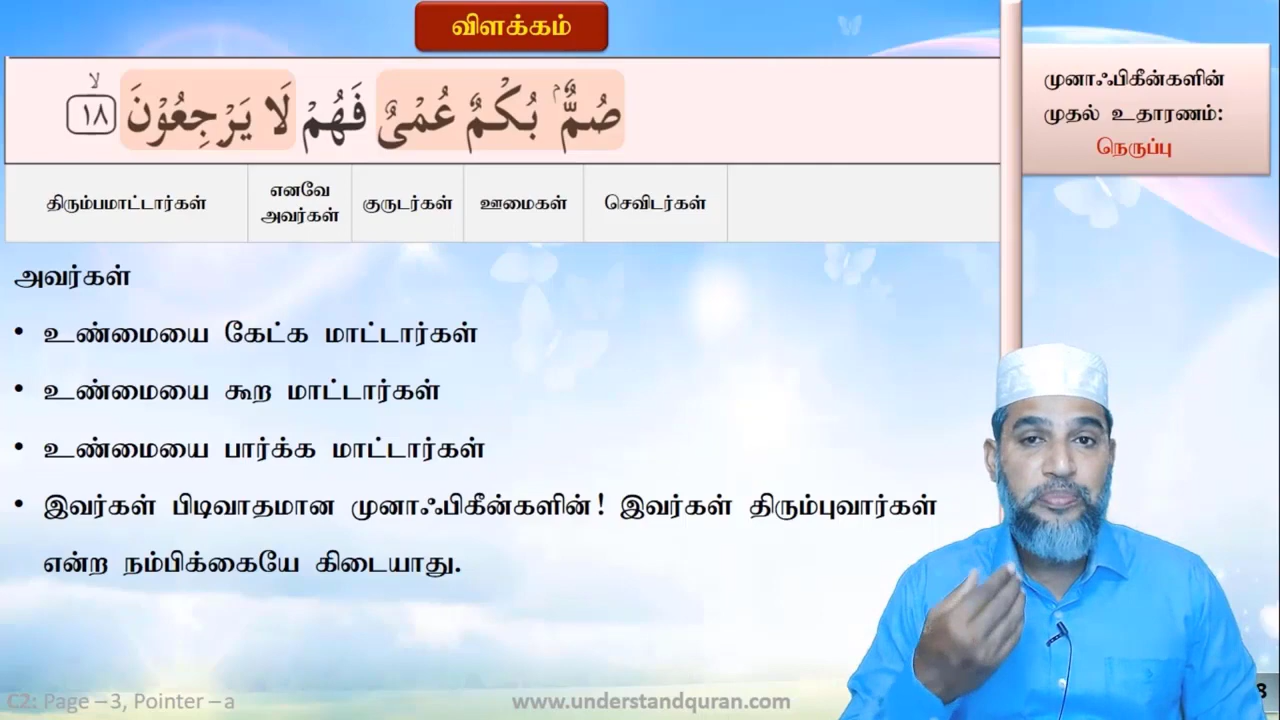 விளக்கம்
صُمٌّۢ بُكْمٌ عُمْیٌ فَهُمْ لَا یَرْجِعُوْنَ ۙ ﴿۱۸﴾
முனாஃபிகீன்களின்
முதல் உதாரணம்:
நெருப்பு
திரும்பமாட்டார்கள்
எனவே
அவர்கள்
குருடர்கள்
ஊமைகள்
செவிடர்கள்
அவர்கள்
• உண்மையை கேட்க மாட்டார்கள்
• உண்மையை கூற மாட்டார்கள்
• உண்மையை பார்க்க மாட்டார்கள்
• இவர்கள் பிடிவாதமான முனாஃபிகீன்களின்! இவர்கள் திரும்புவார்கள்
என்ற நம்பிக்கையே கிடையாது.
C2: Page – 3, Pointer – a
www.understandquran.com
8